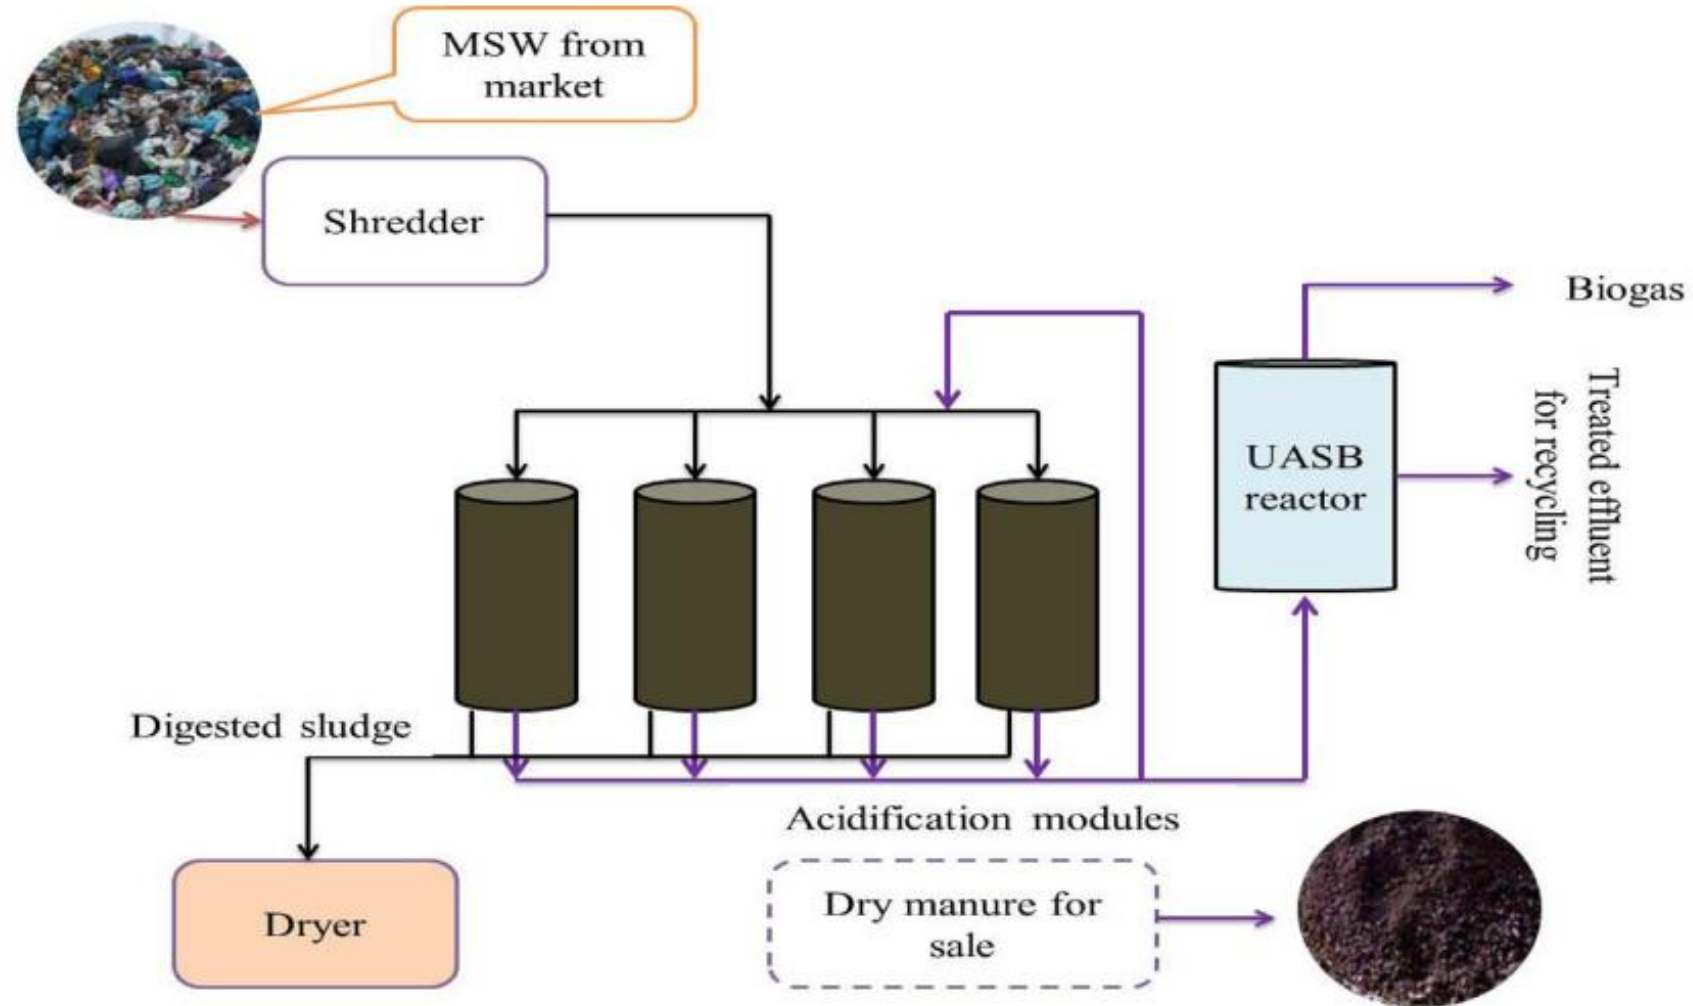 MSW from
market
Shredder
Biogas
Treated effluent
for recycling
UASB
reactor
Digested sludge
Acidification modules
Dryer
Dry manure for
sale